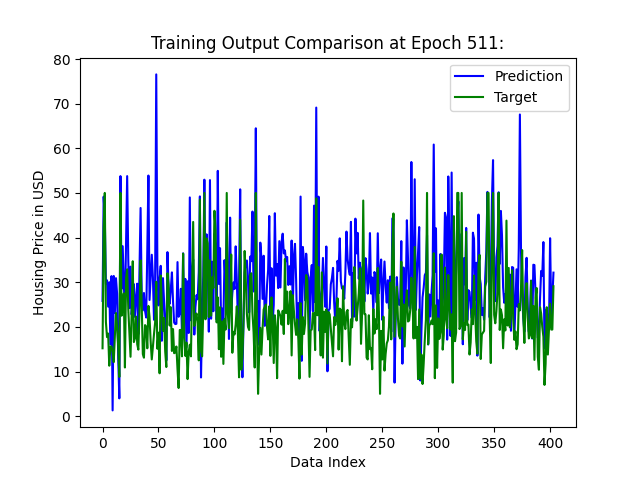 Training Output Comparison at Epoch 511:
Prediction
Target
80
70
60
50
40
30
20
10
0
Housing Price in USD
0 50 100 150 200 250 300 350 400
Data Index